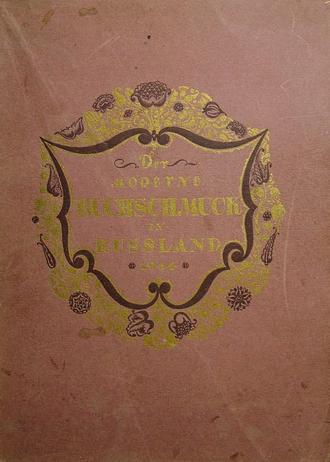 Der
MODERNE
BUCHSCHMUCK
IN
RUSSLAND